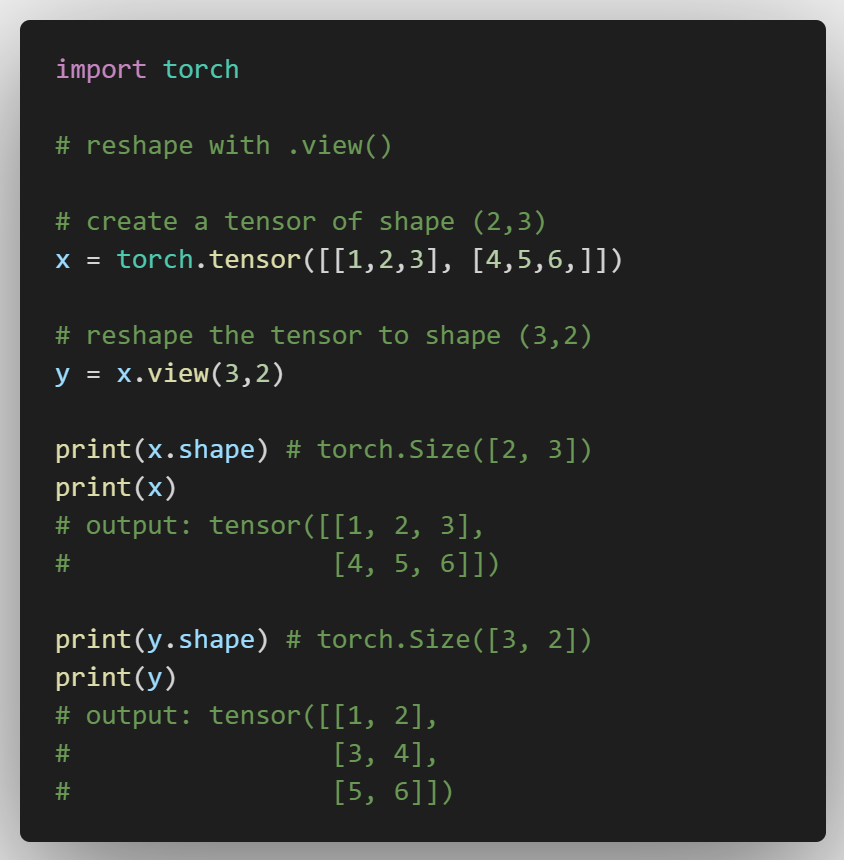 import torch
# reshape with .view()
# create a tensor of shape (2,3)
x = torch.tensor([[1,2,3], [4,5,6,]])
# reshape the tensor to shape (3,2)
y = x.view(3,2)
print(x.shape) # torch.Size([2, 3])
print(x)
# output: tensor([[1, 2, 3],
#                 [4, 5, 6]])
print(y.shape) # torch.Size([3, 2])
print(y)
# output: tensor([[1, 2],
#                 [3, 4],
#                 [5, 6]])